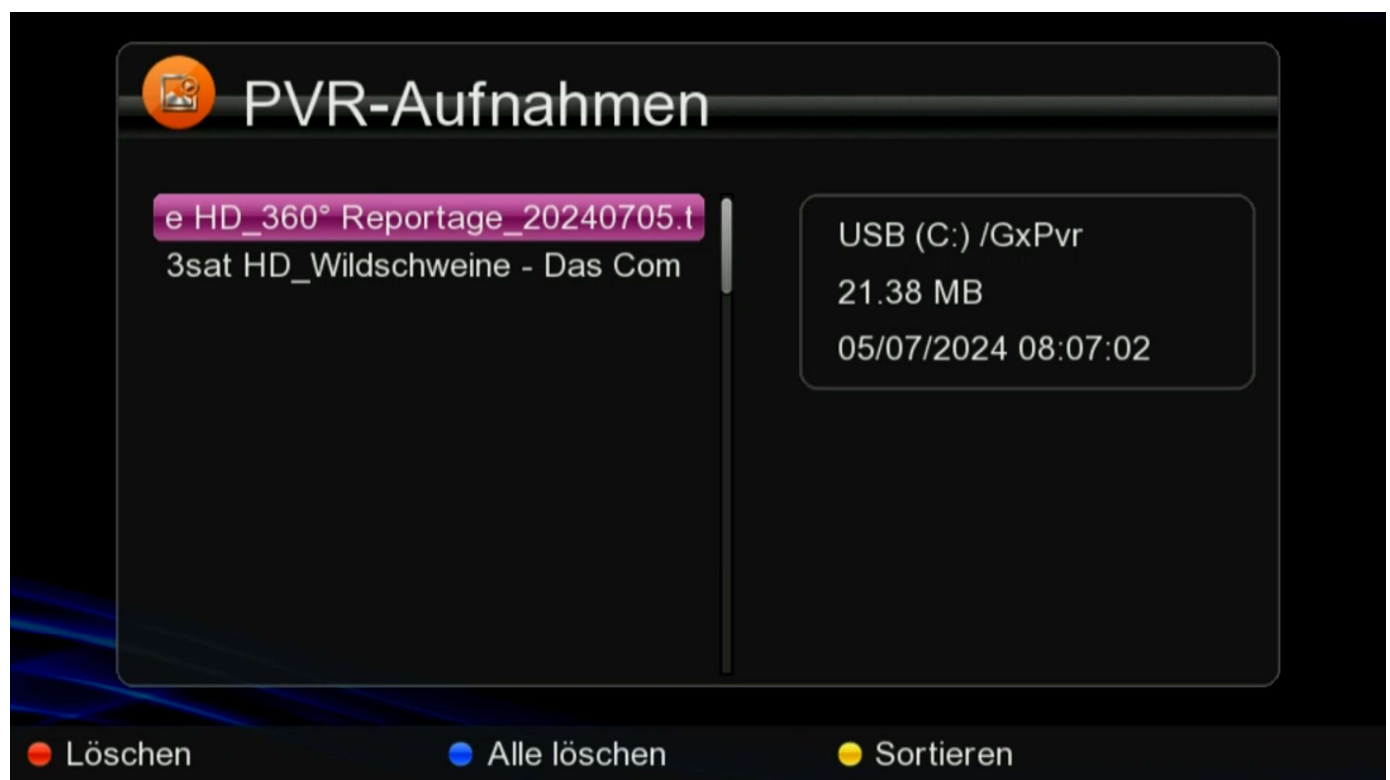 PVR-Aufnahmen
e HD_360° Reportage_20240705.t
3sat HD_Wildschweine - Das Com
USB (C:) /GxPvr
21.38 MB
05/07/2024 08:07:02
Löschen
Alle löschen
Sortieren